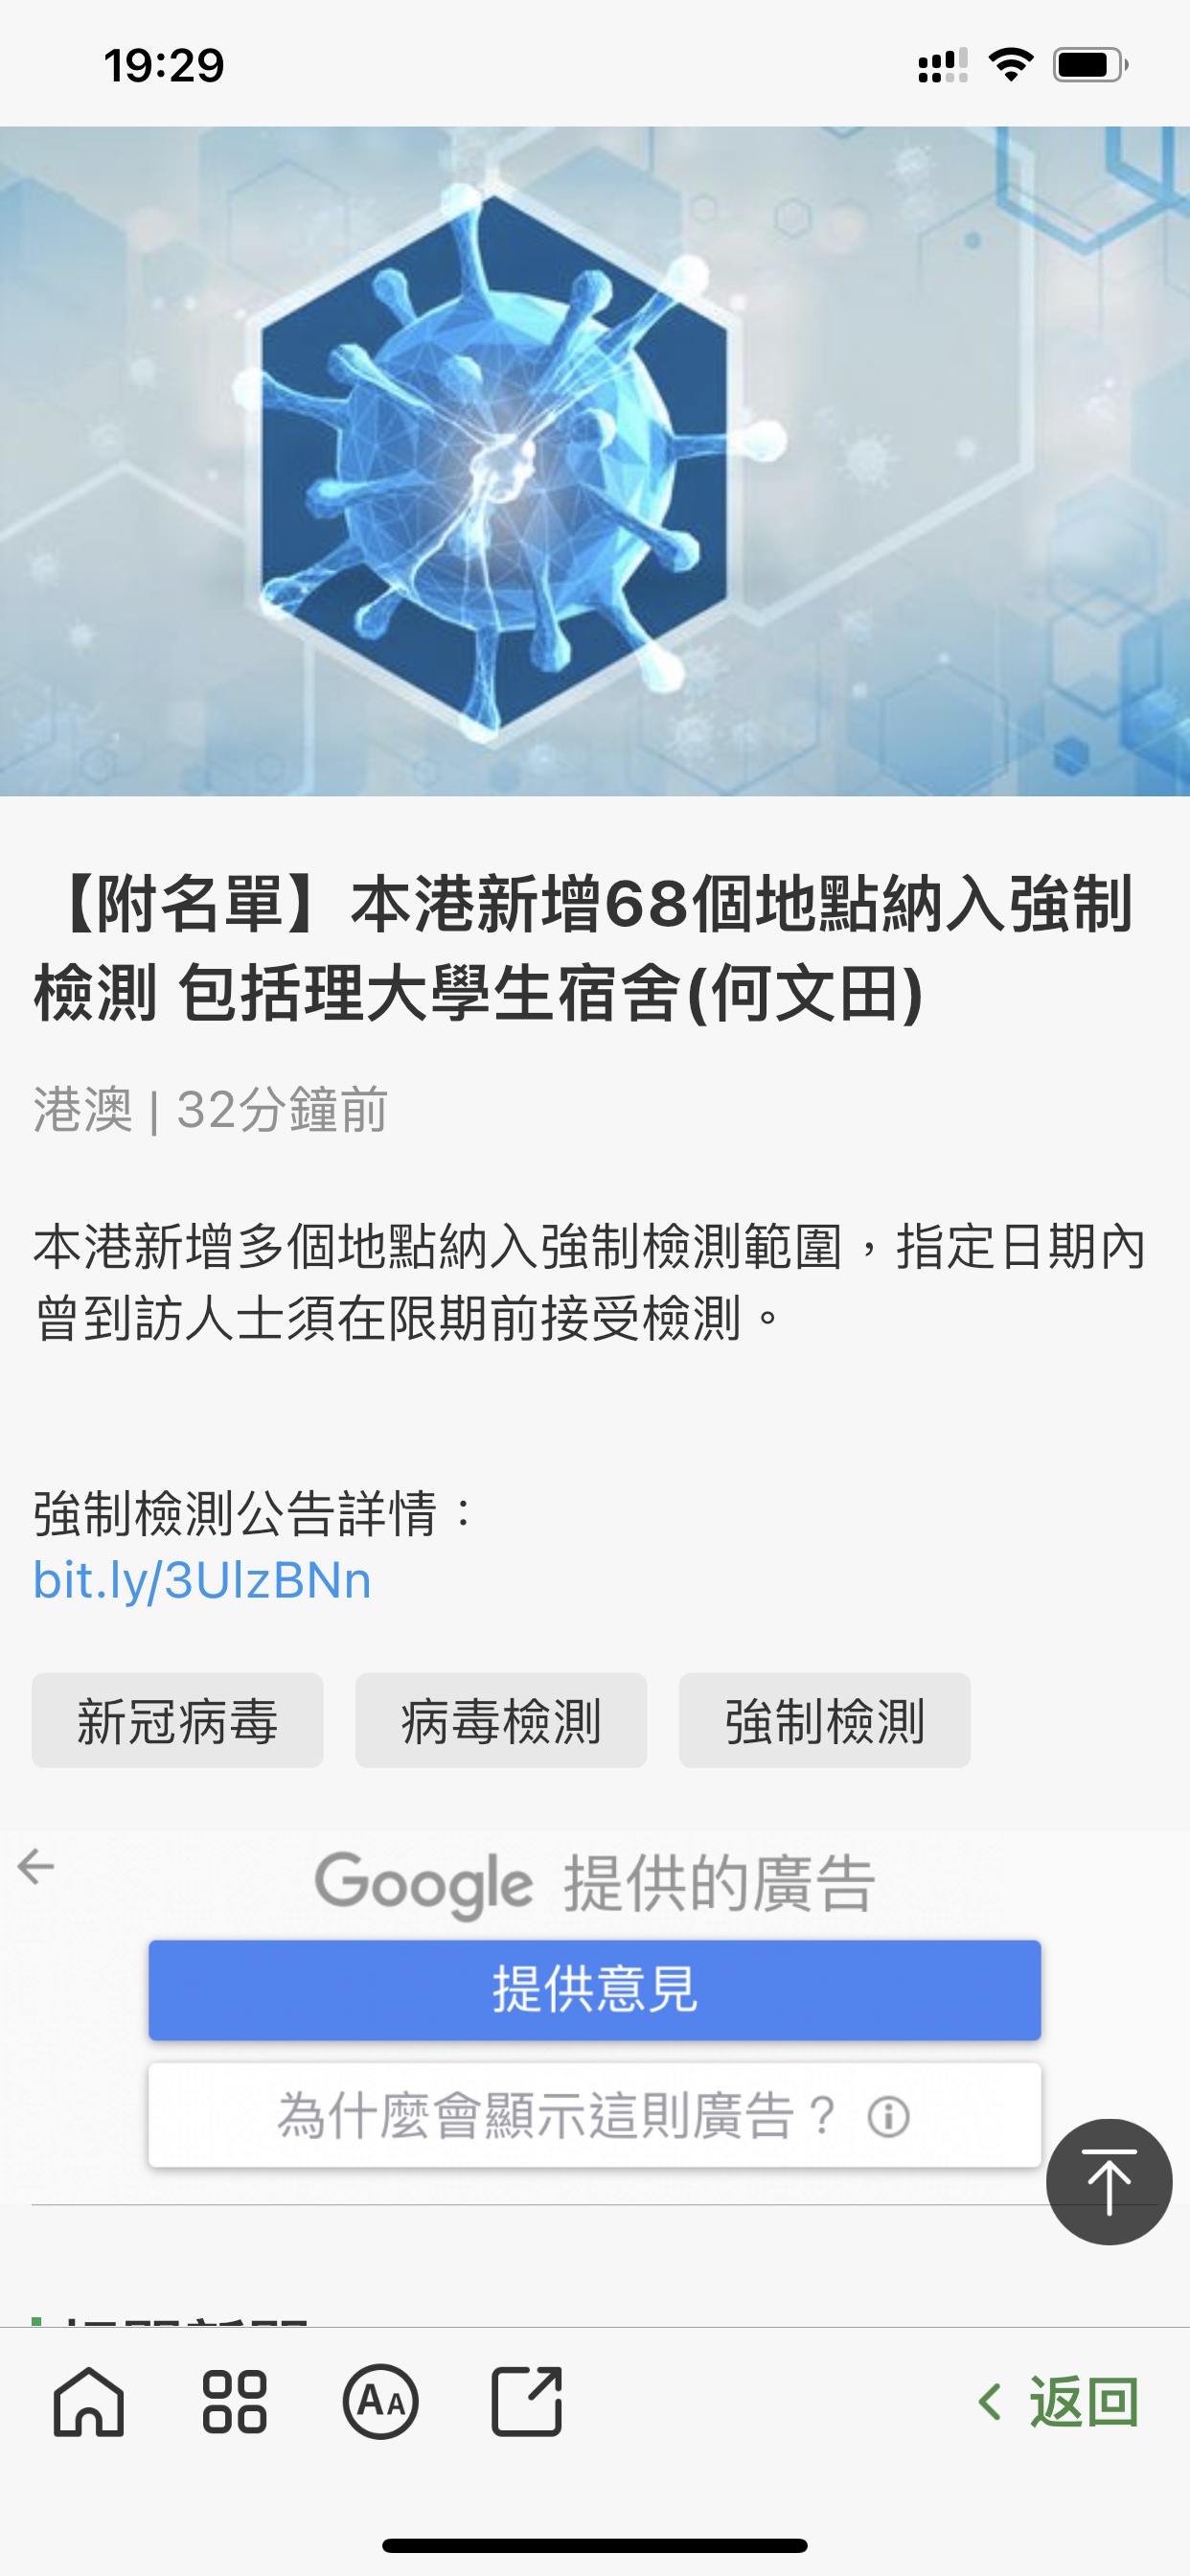 19:29
【附名單】本港新增68個地點納入強制
檢測 包括理大學生宿舍(何文田)
港澳 | 32分鐘前
本港新增多個地點納入強制檢測範圍，指定日期內
曾到訪人士須在限期前接受檢測。
強制檢測公告詳情：
bit.ly/3UlzBNn
新冠病毒 病毒檢測 強制檢測
Google 提供的廣告
提供意見
為什麼會顯示這則廣告？
AA
返回